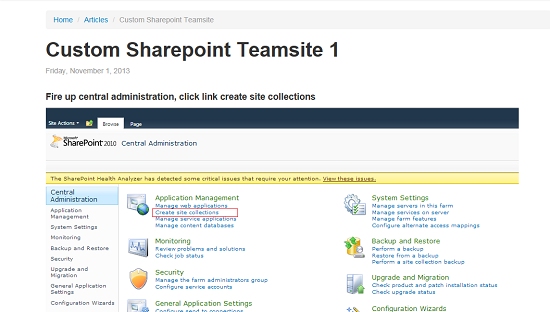 Home / Articles / Custom Sharepoint Teamsite
Custom Sharepoint Teamsite 1
Friday, November 1, 2013
Fire up central administration, click link create site collections
Site Actions Browse Page
Microsoft
SharePoint 2010 Central Administration
The SharePoint Health Analyzer has detected some critical issues that require your attention. View these issues.
Central Administration
Application Management
System Settings
Monitoring
Backup and Restore
Security
Upgrade and Migration
General Application Settings
Configuration Wizards
Application Management
Manage web applications
Create site collections
Manage service applications
Manage content databases
Monitoring
Review problems and solutions
Check job status
Security
Manage the farm administrators group
Configure service accounts
General Application Settings
Configure send to connections
System Settings
Manage servers in this farm
Manage services on server
Manage farm features
Configure alternate access mappings
Backup and Restore
Perform a backup
Restore from a backup
Perform a site collection backup
Upgrade and Migration
Check product and patch installation status
Check upgrade status
Configuration Wizards